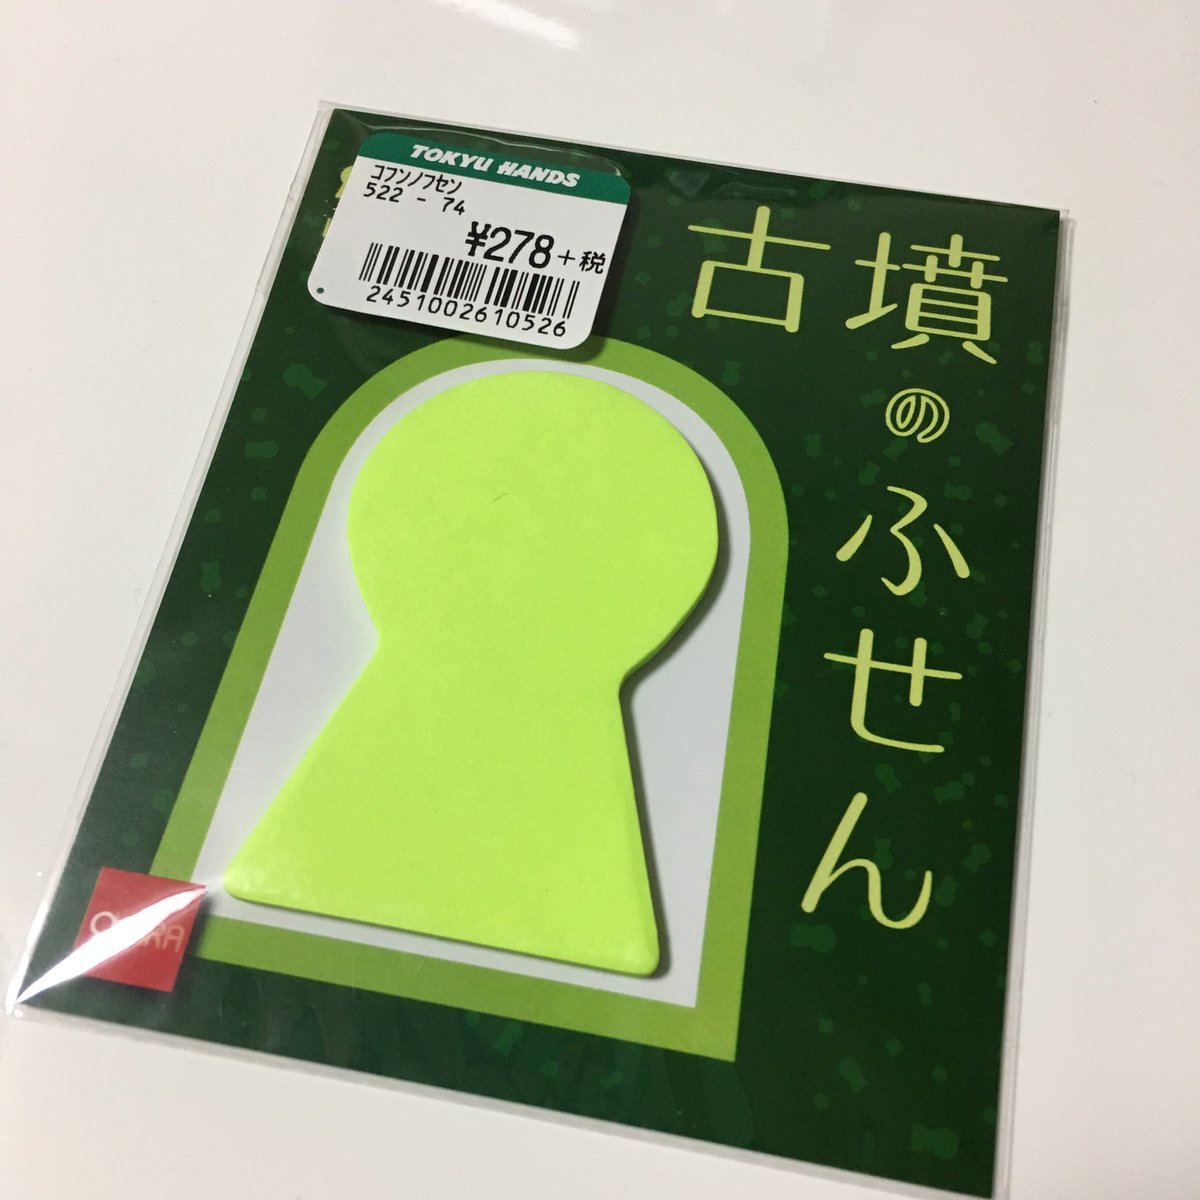 TOKYU HANDS
コフンノフセン
522 - 74
¥278+税
2451002610526
古墳のふせん